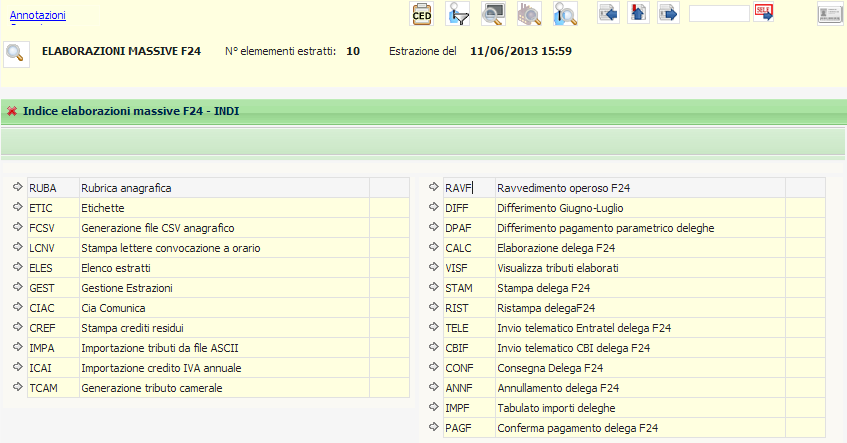 Annotazioni
CED
SELE
ELABORAZIONI MASSIVE F24 N° elemementi estratti: 10 Estrazione del 11/06/2013 15:59
Indice elaborazioni massive F24 - INDI
RUBA Rubrica anagrafica
ETIC Etichette
FCSV Generazione file CSV anagrafico
LCNV Stampa lettere convocazione a orario
ELES Elenco estratti
GEST Gestione Estrazioni
CIAC Cia Comunica
CREF Stampa crediti residui
IMPA Importazione tributi da file ASCII
ICAI Importazione credito IVA annuale
TCAM Generazione tributo camerale
RAVF Ravvedimento operoso F24
DIFF Differimento Giugno-Luglio
DPAF Differimento pagamento parametrico deleghe
CALC Elaborazione delega F24
VISF Visualizza tributi elaborati
STAM Stampa delega F24
RIST Ristampa delegaF24
TELE Invio telematico Entratel delega F24
CBIF Invio telematico CBI delega F24
CONF Consegna Delega F24
ANNF Annullamento delega F24
IMPF Tabulato importi deleghe
PAGF Conferma pagamento delega F24